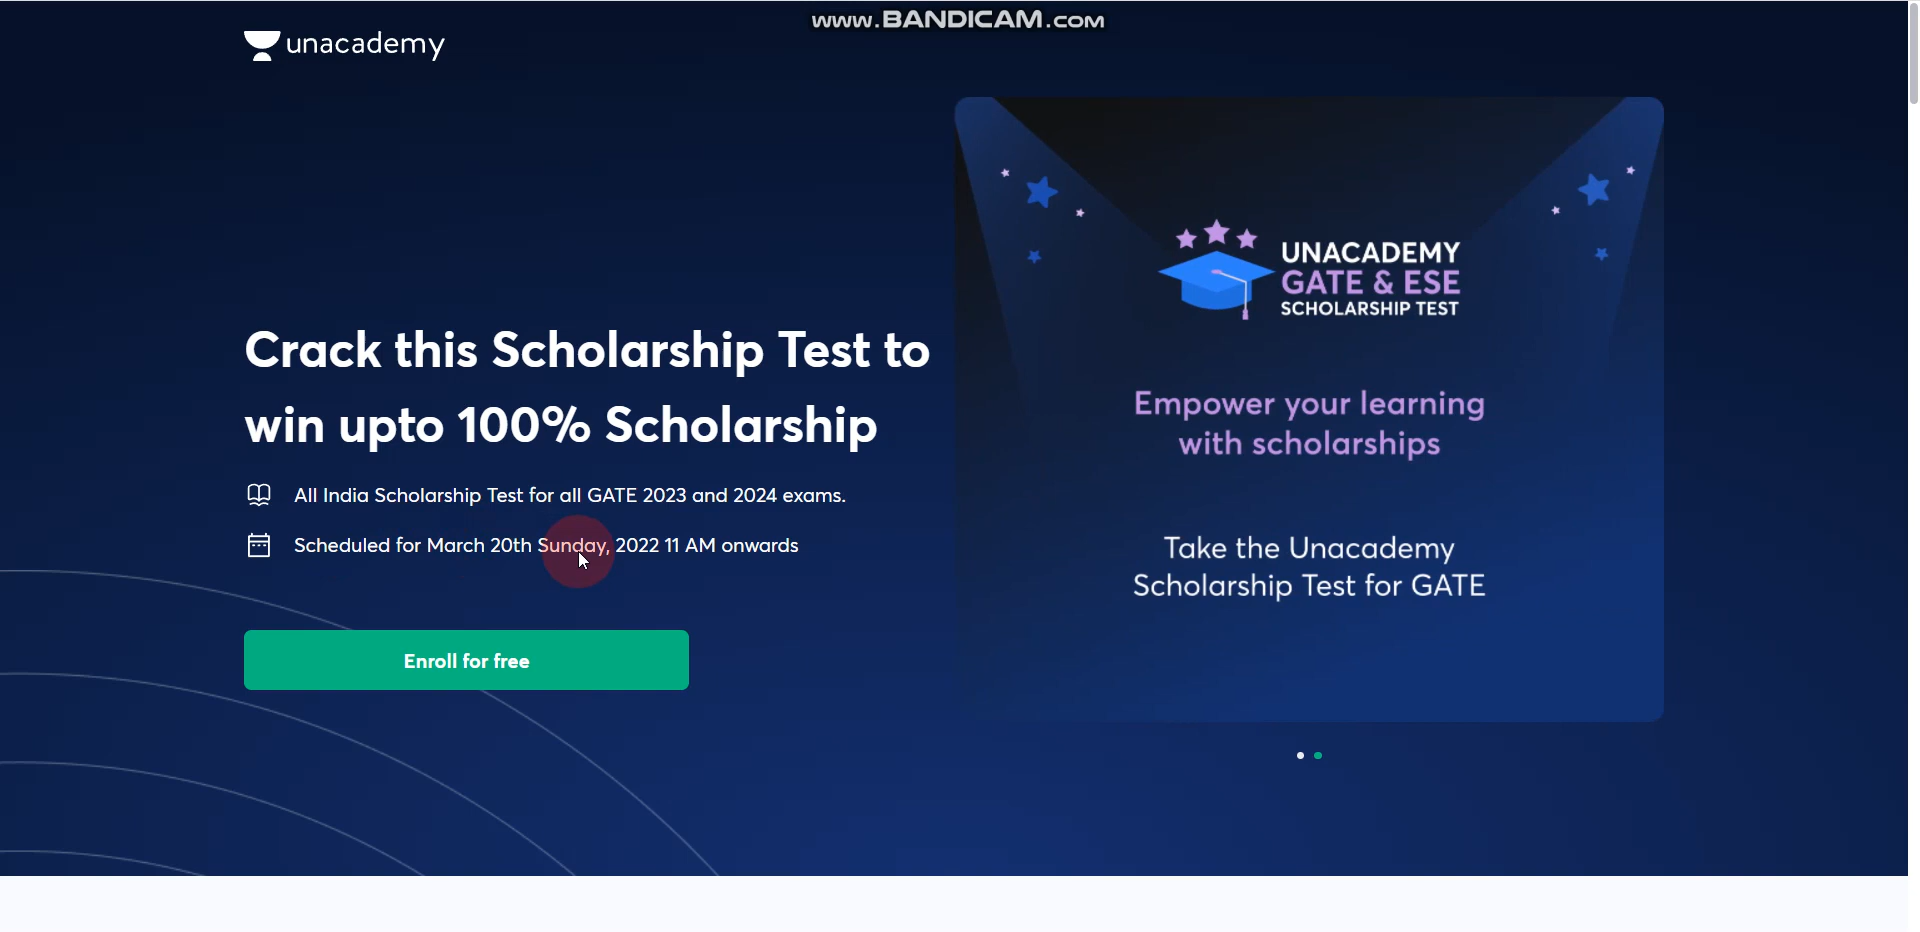 www.BANDICAM.com
unacademy
Crack this Scholarship Test to
win upto 100% Scholarship
All India Scholarship Test for all GATE 2023 and 2024 exams.
Scheduled for March 20th Sunday, 2022 11 AM onwards
Enroll for free
UNACADEMY
GATE & ESE
SCHOLARSHIP TEST
Empower your learning
with scholarships
Take the Unacademy
Scholarship Test for GATE